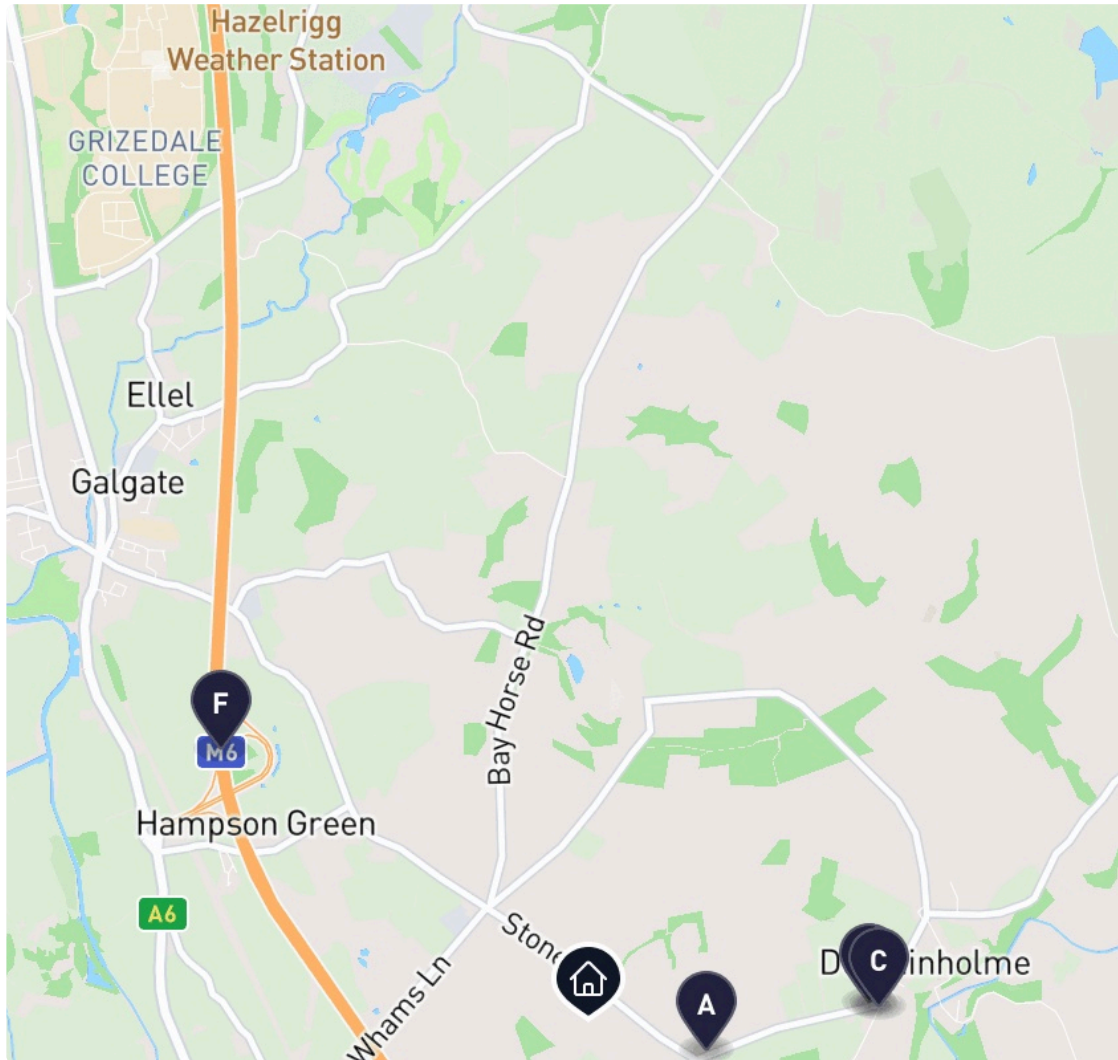 Hazelrigg
Weather Station
GRIZEDALE
COLLEGE
Ellel
Galgate
Bay Horse Rd
F
M6
Hampson Green
A6
Whams Ln
A
C